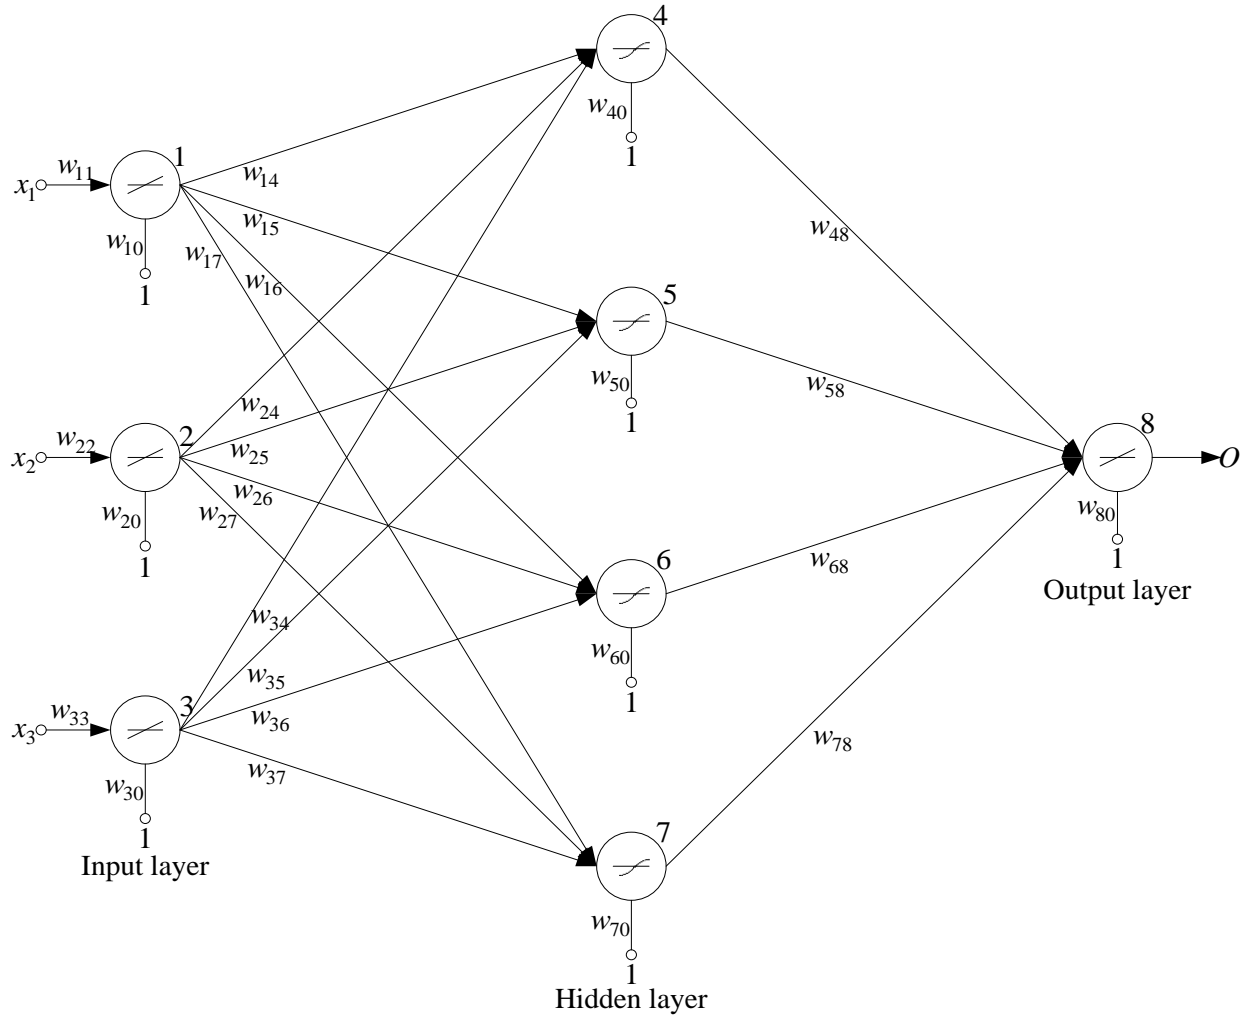 4
w40
1
1
x1
w11
w10
1
w14
w15
w17
w16
w48
5
w50
1
w58
2
x2
w22
w20
1
w24
w25
w26
w27
8
O
w80
1
Output layer
6
w60
1
w68
3
x3
w33
w30
1
Input layer
w34
w35
w36
w37
7
w70
1
w78
Hidden layer